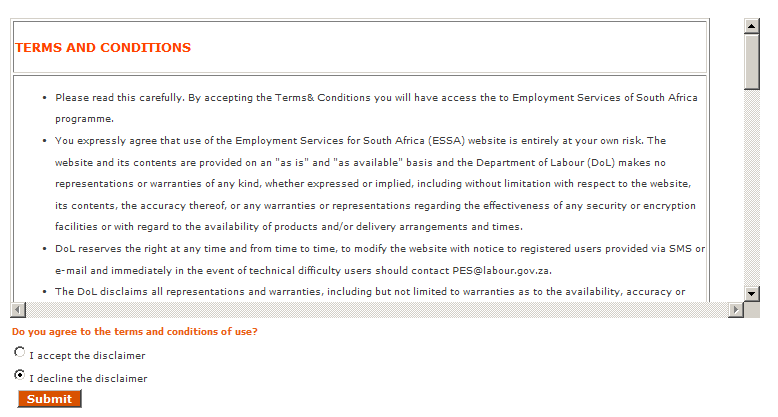 TERMS AND CONDITIONS
• Please read this carefully. By accepting the Terms& Conditions you will have access the to Employment Services of South Africa
programme.
• You expressly agree that use of the Employment Services for South Africa (ESSA) website is entirely at your own risk. The
website and its contents are provided on an "as is" and "as available" basis and the Department of Labour (DoL) makes no
representations or warranties of any kind, whether expressed or implied, including without limitation with respect to the website,
its contents, the accuracy thereof, or any warranties or representations regarding the effectiveness of any security or encryption
facilities or with regard to the availability of products and/or delivery arrangements and times.
• DoL reserves the right at any time and from time to time, to modify the website with notice to registered users provided via SMS or
e-mail and immediately in the event of technical difficulty users should contact PES@labour.gov.za.
• The DoL disclaims all representations and warranties, including but not limited to warranties as to the availability, accuracy or
Do you agree to the terms and conditions of use?
I accept the disclaimer
I decline the disclaimer
Submit